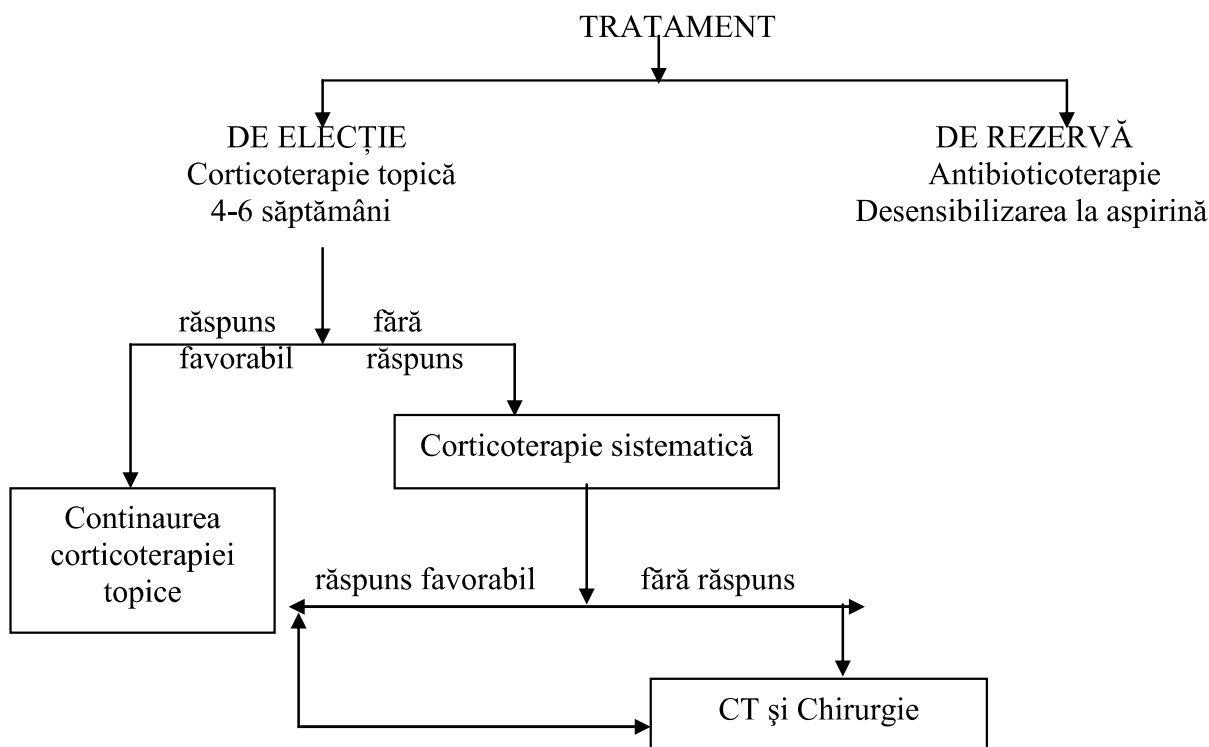 TRATAMENT
DE ELECȚIE
Corticoterapie topică
4-6 săptămâni
DE REZERVĂ
Antibioticoterapie
Desensibilizarea la aspirină
răspuns
favorabil
fără
răspuns
Corticoterapie sistematică
Continaurea
corticoterapiei
topice
răspuns favorabil
fără răspuns
CT şi Chirurgie